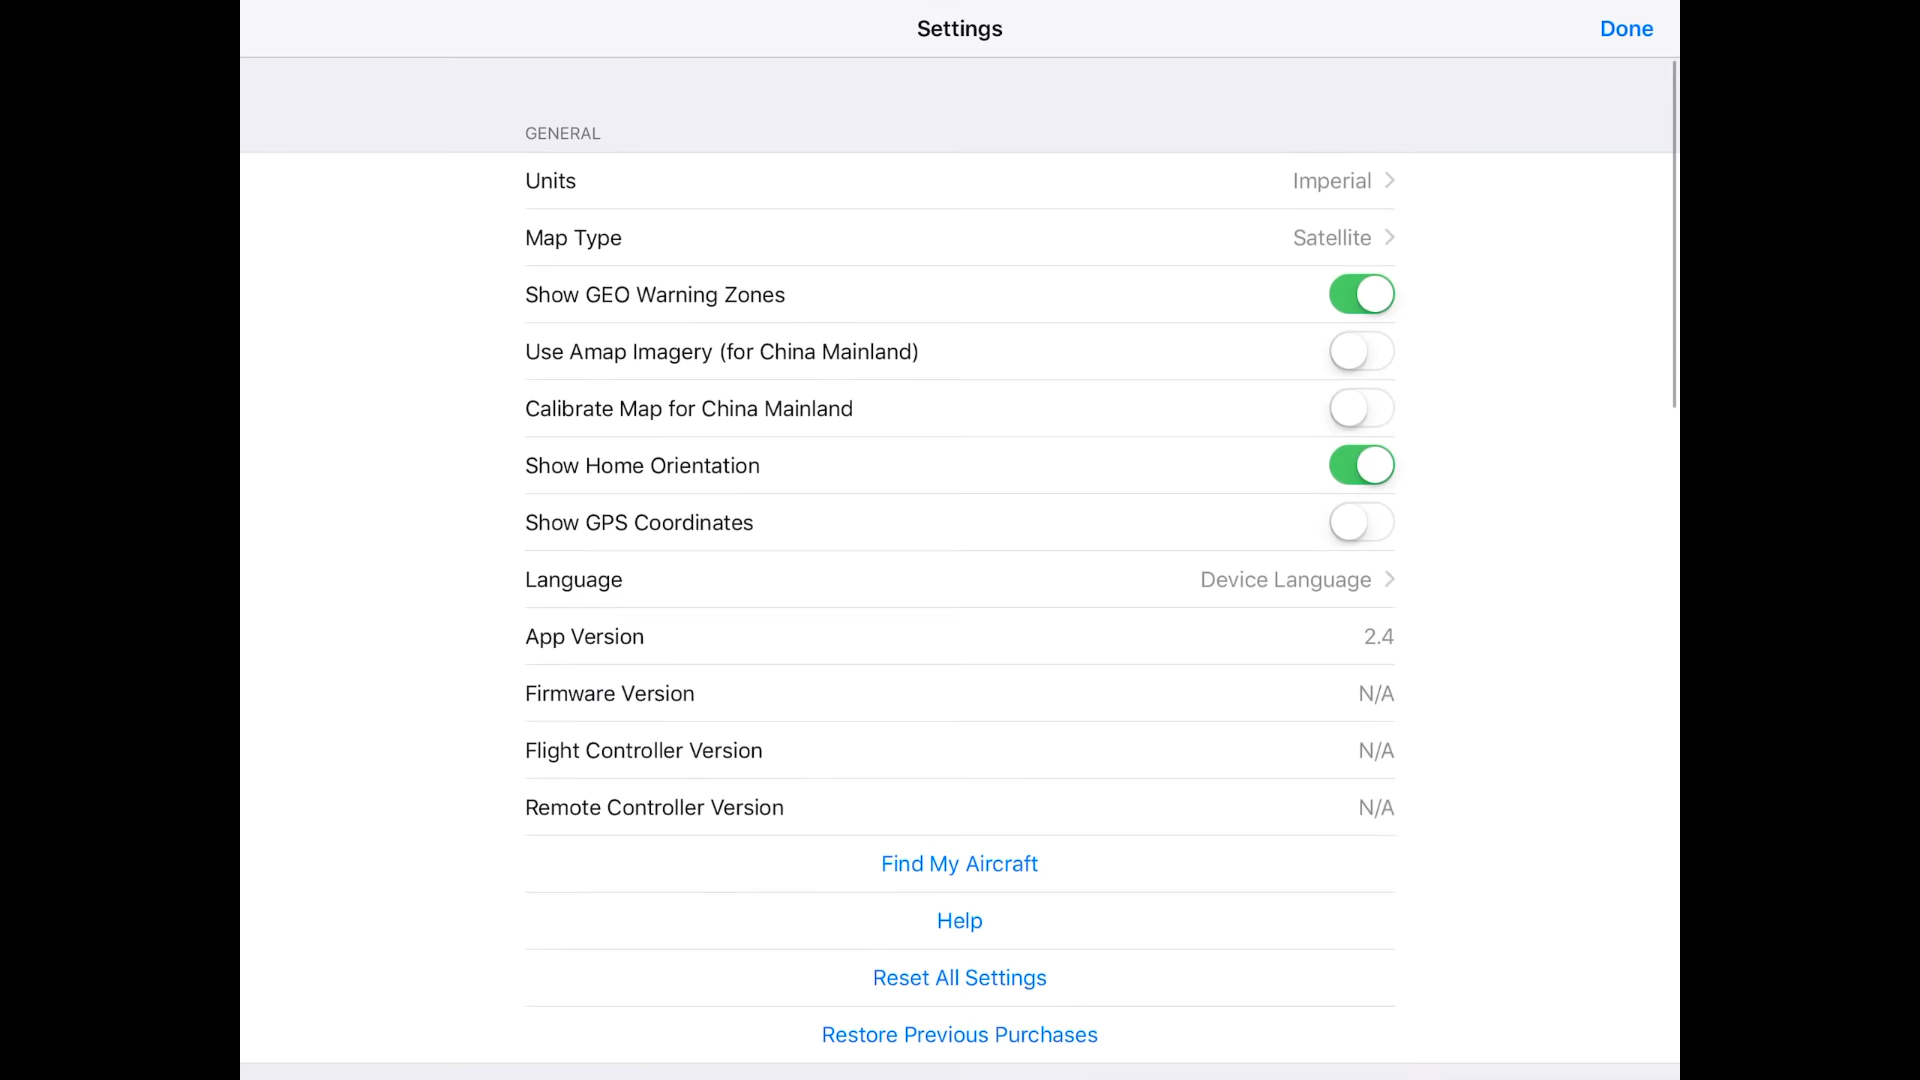 Settings
Done
GENERAL
Units Imperial
Map Type Satellite
Show GEO Warning Zones
Use Amap Imagery (for China Mainland)
Calibrate Map for China Mainland
Show Home Orientation
Show GPS Coordinates
Language Device Language
App Version 2.4
Firmware Version N/A
Flight Controller Version N/A
Remote Controller Version N/A
Find My Aircraft
Help
Reset All Settings
Restore Previous Purchases